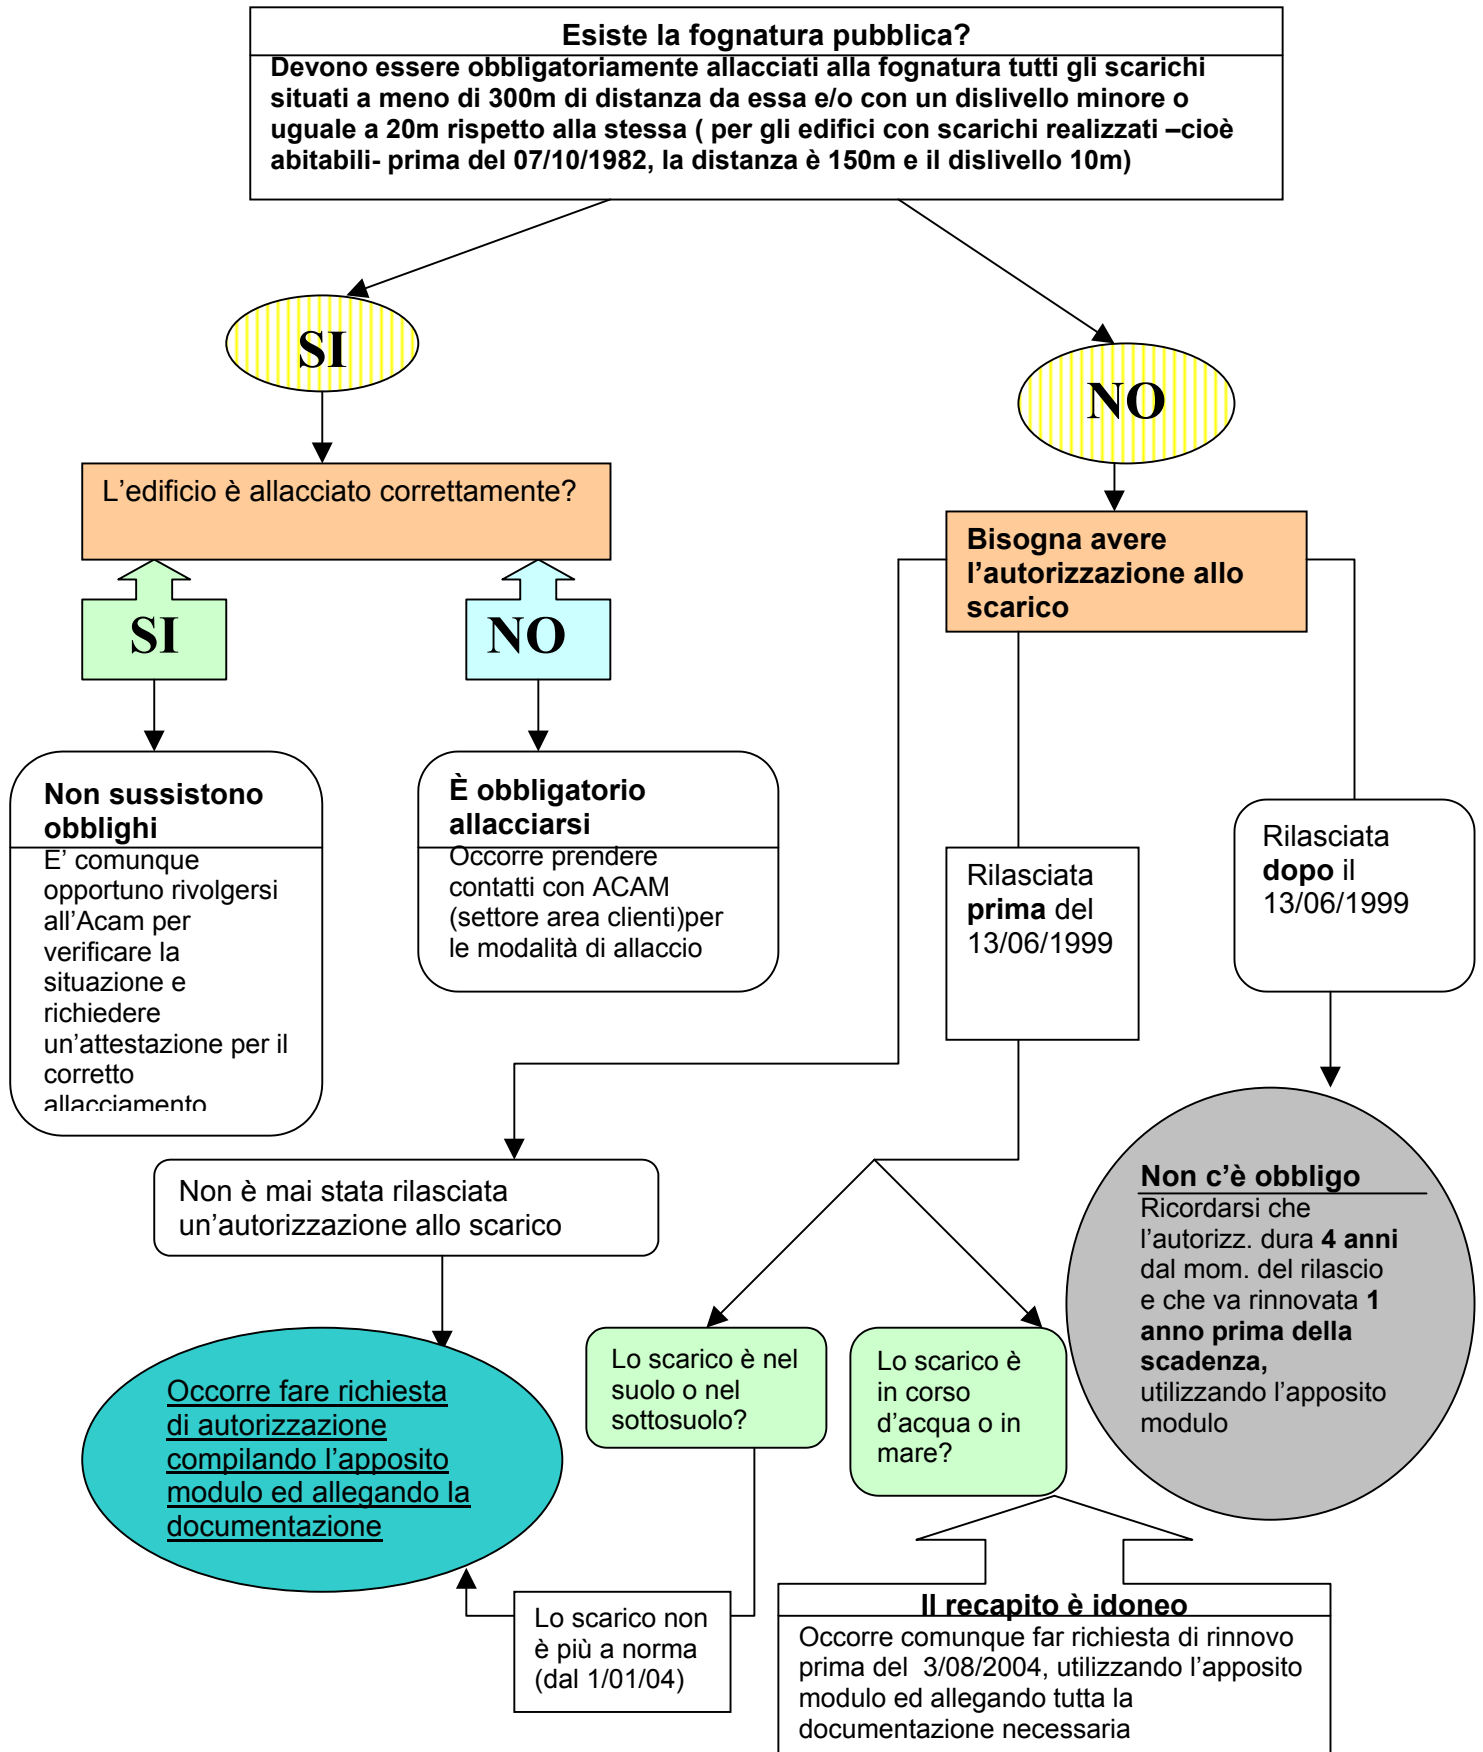 Esiste la fognatura pubblica?
Devono essere obbligatoriamente allacciati alla fognatura tutti gli scarichi
situati a meno di 300m di distanza da essa e/o con un dislivello minore o
uguale a 20m rispetto alla stessa ( per gli edifici con scarichi realizzati –cioè
abitabili- prima del 07/10/1982, la distanza è 150m e il dislivello 10m)
SI
NO
L’edificio è allacciato correttamente?
Bisogna avere
l’autorizzazione allo
scarico
SI
NO
Non sussistono
obblighi
E’ comunque
opportuno rivolgersi
all’Acam per
verificare la
situazione e
richiedere
un’attestazione per il
corretto
allacciamento
È obbligatorio
allacciarsi
Occorre prendere
contatti con ACAM
(settore area clienti)per
le modalità di allaccio
Rilasciata
prima del
13/06/1999
Rilasciata
dopo il
13/06/1999
Non è mai stata rilasciata
un’autorizzazione allo scarico
Non c’è obbligo
Ricordarsi che
l’autorizz. dura 4 anni
dal mom. del rilascio
e che va rinnovata 1
anno prima della
scadenza,
utilizzando l’apposito
modulo
Occorre fare richiesta
di autorizzazione
compilando l’apposito
modulo ed allegando la
documentazione
Lo scarico è nel
suolo o nel
sottosuolo?
Lo scarico è
in corso
d’acqua o in
mare?
Lo scarico non
è più a norma
(dal 1/01/04)
Il recapito è idoneo
Occorre comunque far richiesta di rinnovo
prima del  3/08/2004, utilizzando l’apposito
modulo ed allegando tutta la
documentazione necessaria